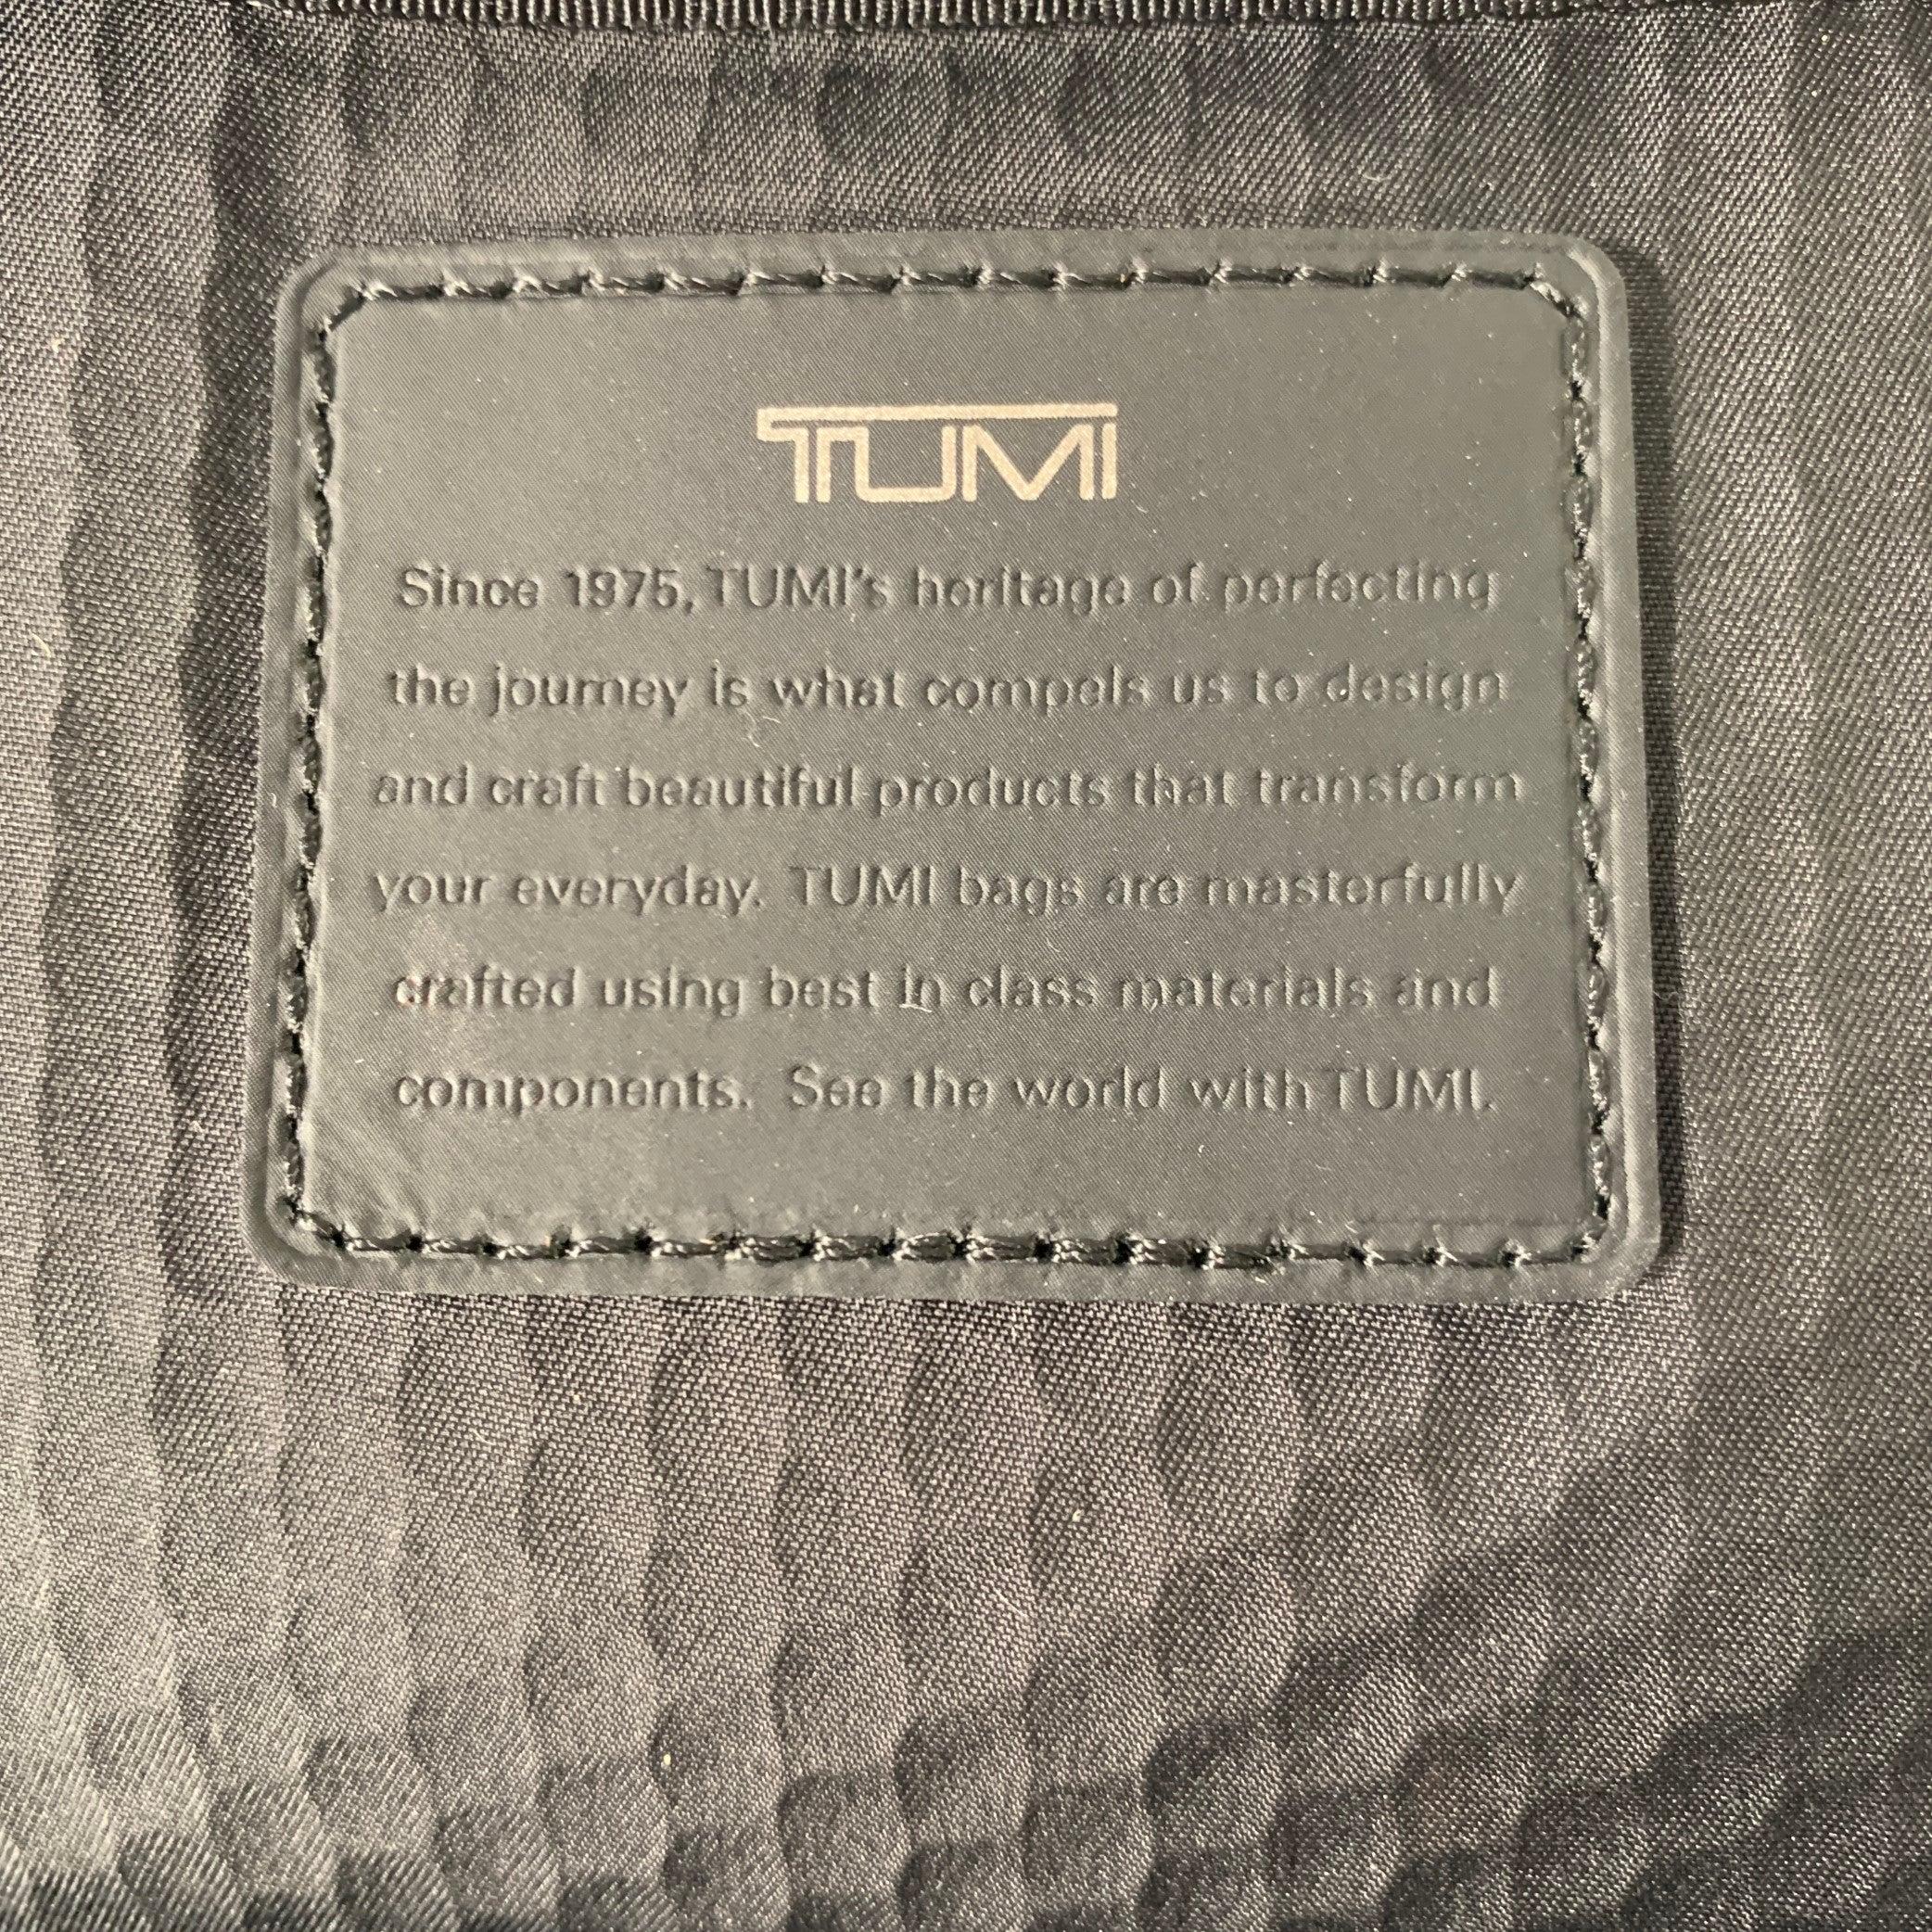 TUMI
Since 1975, TUMI's heritage of perfecting
the journey is what compels us to design
and craft beautiful products that transform
your everyday. TUMI bags are masterfully
crafted using best in class materials and
components. See the world with TUMI.